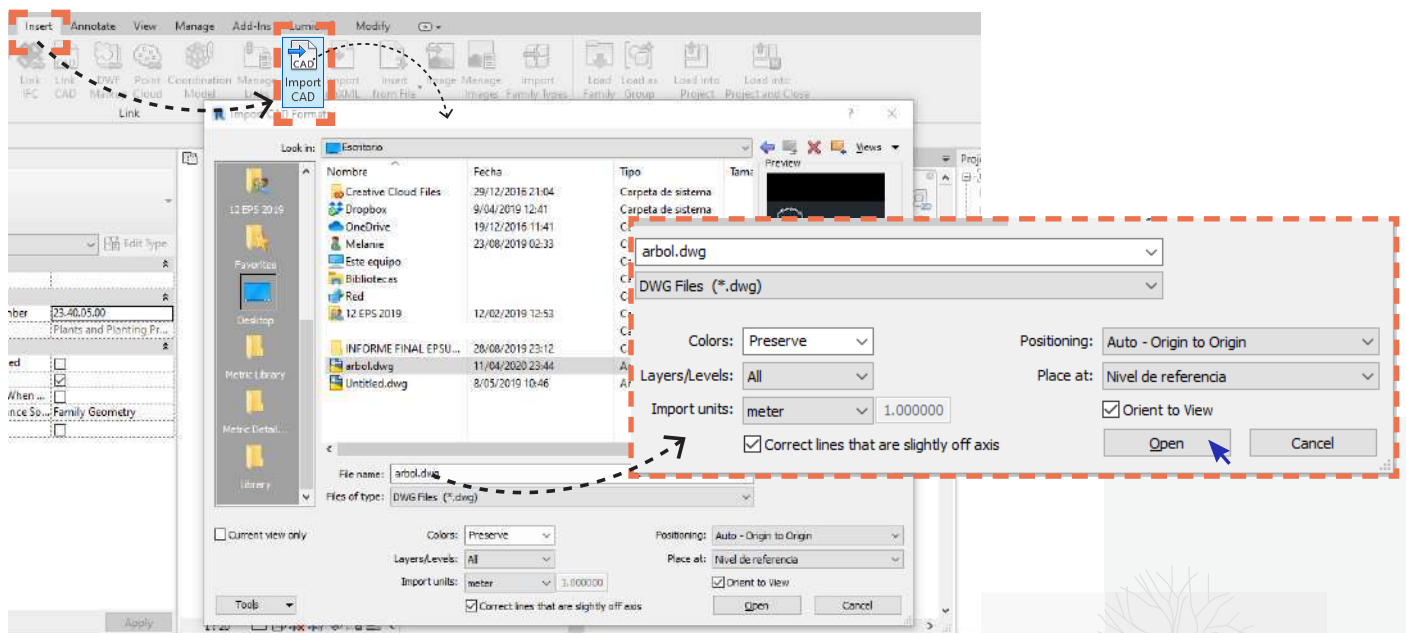 Insert Annotate View Manage Add-Ins Modify
Link Link DWF Point Coordination Manage Import Import Insert Image Manage Import Load Load as Load into Load into
IFC CAD Cloud Model CAD from File Images Family Types Family Group Project Project and Close
Link
Import CAD
? ×
Look in: Escritorio Views
Nombre Fecha Tipo Preview
Creative Cloud Files 29/12/2016 21:04 Carpeta de sistema
Dropbox 9/04/2019 12:41 Carpeta de sistema
OneDrive 19/12/2016 11:41
Melanie 23/08/2019 02:33
Este equipo
Bibliotecas
Red
12 EPS 2019 12/02/2019 12:53
INFORME FINAL EPSU... 28/08/2019 23:12
arbol.dwg 11/04/2020 23:44
Untitled.dwg 8/05/2019 10:46
12 EPS 2019
Favorites
Desktop
Metric Library
Metric Detail...
Library
File name: arbol.dwg
Files of type: DWG Files (*.dwg)
Current view only
Colors: Preserve Positioning: Auto - Origin to Origin
Layers/Levels: All Place at: Nivel de referencia
Import units: meter 1.000000 Orient to View
Correct lines that are slightly off axis
Tools Open Cancel
Edit Type
23.40.05.00
Plants and Planting Pr...
When ...
Family Geometry
Apply
arbol.dwg
DWG Files (*.dwg)
Colors: Preserve Positioning: Auto - Origin to Origin
Layers/Levels: All Place at: Nivel de referencia
Import units: meter 1.000000 Orient to View
Correct lines that are slightly off axis Open Cancel